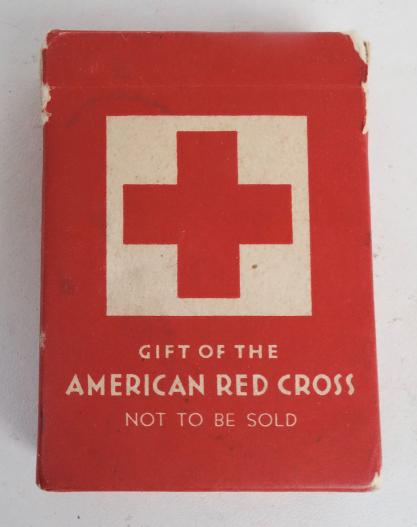 GIFT OF THE
AMERICAN RED CROSS
NOT TO BE SOLD